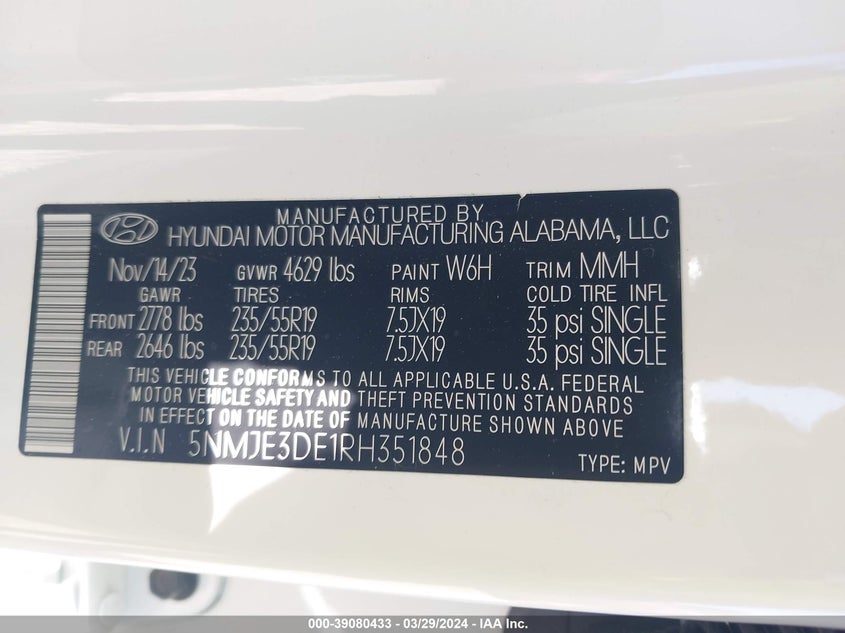 MANUFACTURED BY
HYUNDAI MOTOR MANUFACTURING ALABAMA, LLC
Nov/14/23 GVWR 4629 lbs PAINT W6H TRIM MMH
GAWR TIRES RIMS COLD TIRE INFL
FRONT 2778 lbs 235/55R19 7.5JX19 35 psi SINGLE
REAR 2646 lbs 235/55R19 7.5JX19 35 psi SINGLE
THIS VEHICLE CONFORMS TO ALL APPLICABLE U.S.A. FEDERAL
MOTOR VEHICLE SAFETY AND THEFT PREVENTION STANDARDS
IN EFFECT ON THE DATE OF MANUFACTURE SHOWN ABOVE
V.I.N 5NMJE3DE1RH351848
TYPE: MPV
000-39080433 - 03/29/2024 - IAA Inc.